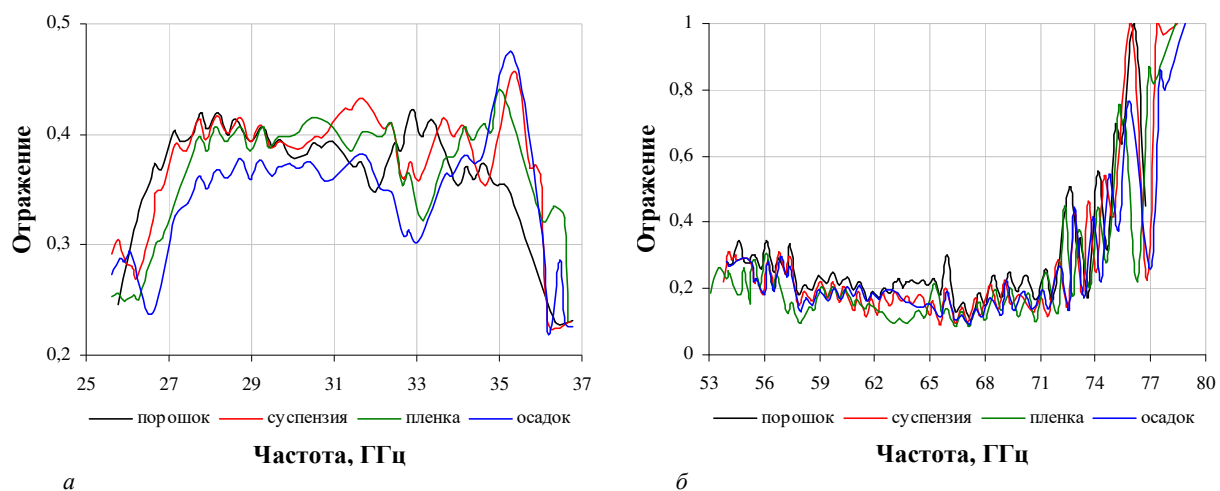 0,5
0,4
0,3
0,2
Отражение
25 27 29 31 33 35 37
порошок суспензия пленка осадок
Частота, ГГц
а
1
0,8
0,6
0,4
0,2
0
Отражение
53 56 59 62 65 68 71 74 77 80
порошок суспензия пленка осадок
Частота, ГГц
б